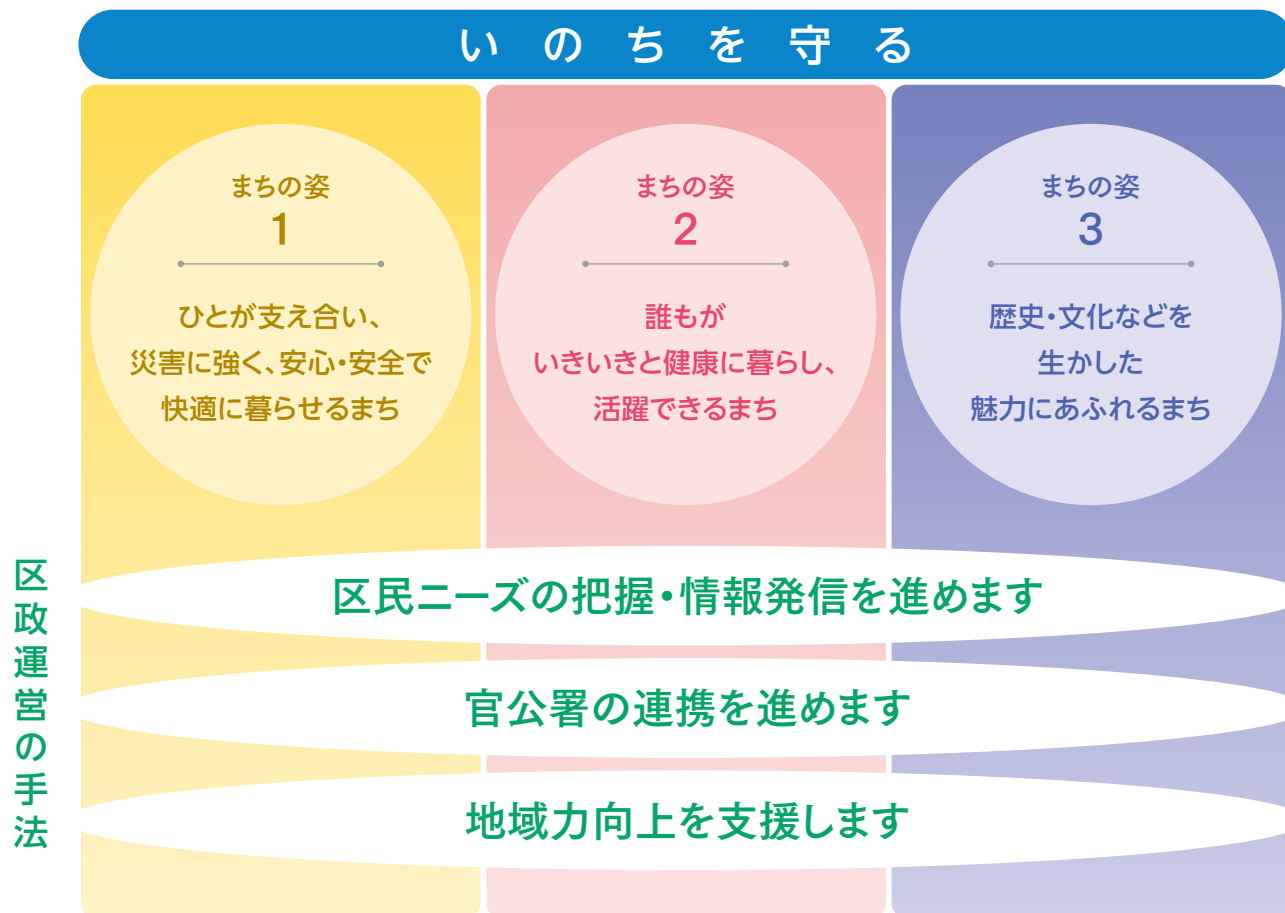 いのちを守る
まちの姿
1
ひとが支え合い、
災害に強く、安心・安全で
快適に暮らせるまち
まちの姿
2
誰もが
いきいきと健康に暮らし、
活躍できるまち
まちの姿
3
歴史・文化などを
生かした
魅力にあふれるまち
区政運営の手法
区民ニーズの把握・情報発信を進めます
官公署の連携を進めます
地域力向上を支援します